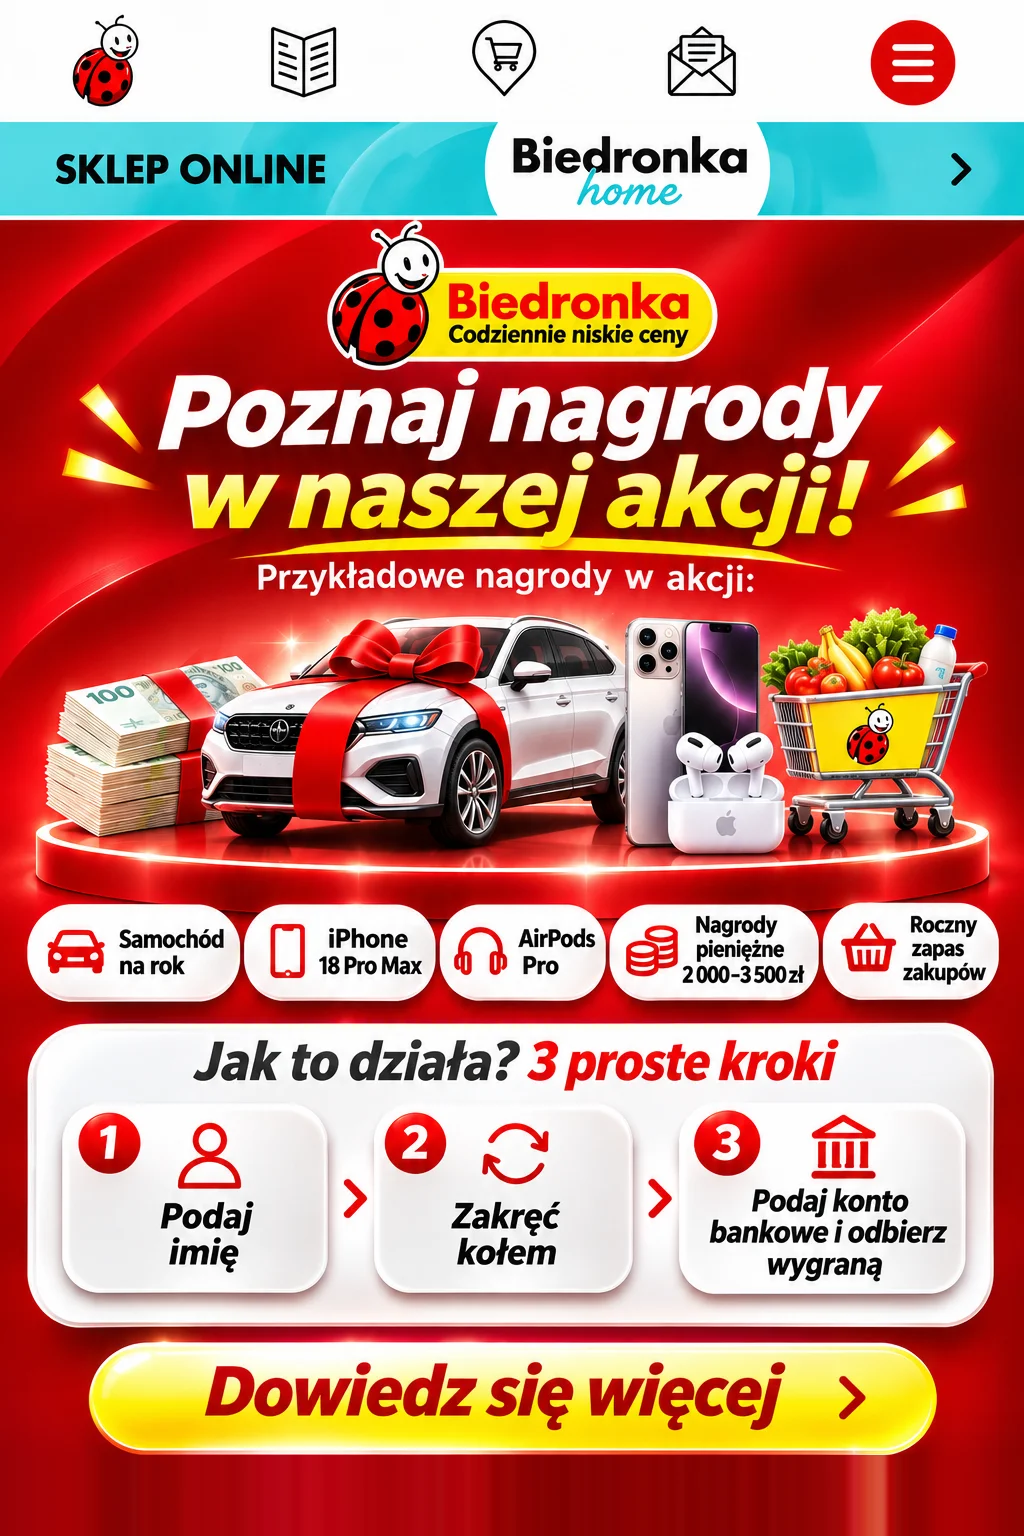 SKLEP ONLINE
Biedronka
home
Biedronka
Codziennie niskie ceny
Poznaj nagrody
w naszej akcji!
Przykładowe nagrody w akcji:
100
100
Samochód
na rok
iPhone
18 Pro Max
AirPods
Pro
Nagrody
pieniężne
2 000–3 500 zł
Roczny
zapas
zakupów
Jak to działa? 3 proste kroki
1
Podaj
imię
2
Zakręć
kołem
3
Podaj konto
bankowe i odbierz
wygraną
Dowiedz się więcej